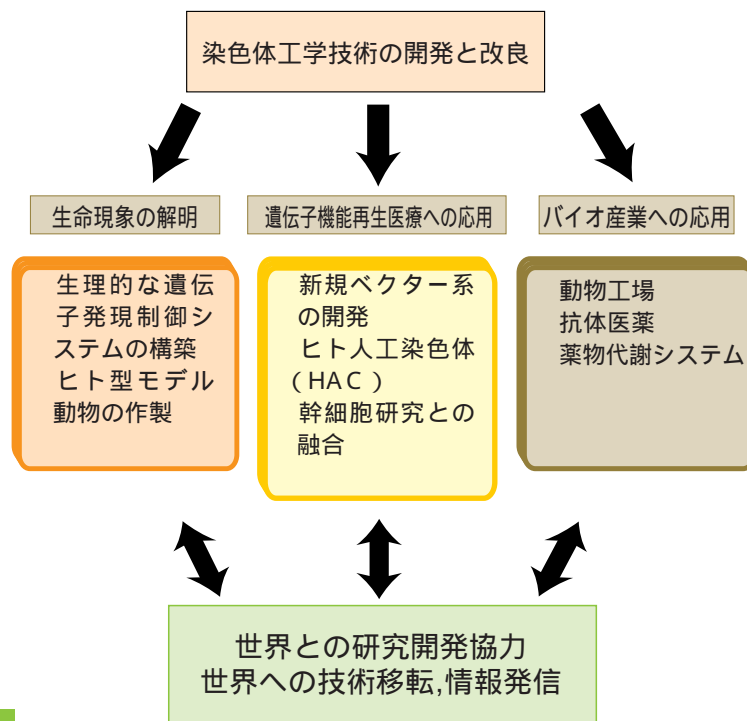 染色体工学技術の開発と改良
生命現象の解明
遺伝子機能再生医療への応用
バイオ産業への応用
生理的な遺伝
子発現制御シ
ステムの構築
ヒト型モデル
動物の作製
新規ベクター系
の開発
ヒト人工染色体
(HAC)
幹細胞研究との
融合
動物工場
抗体医薬
薬物代謝システム
世界との研究開発協力
世界への技術移転,情報発信